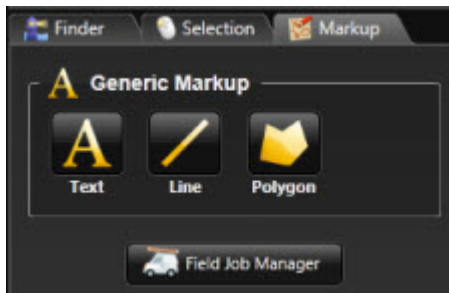 Finder Selection Markup
Generic Markup
Text Line Polygon
Field Job Manager